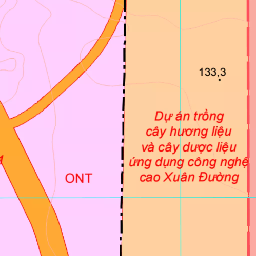 133,3
Dự án trồng
cây hương liệu
và cây dược liệu
ứng dụng công nghệ
cao Xuân Đường
ONT